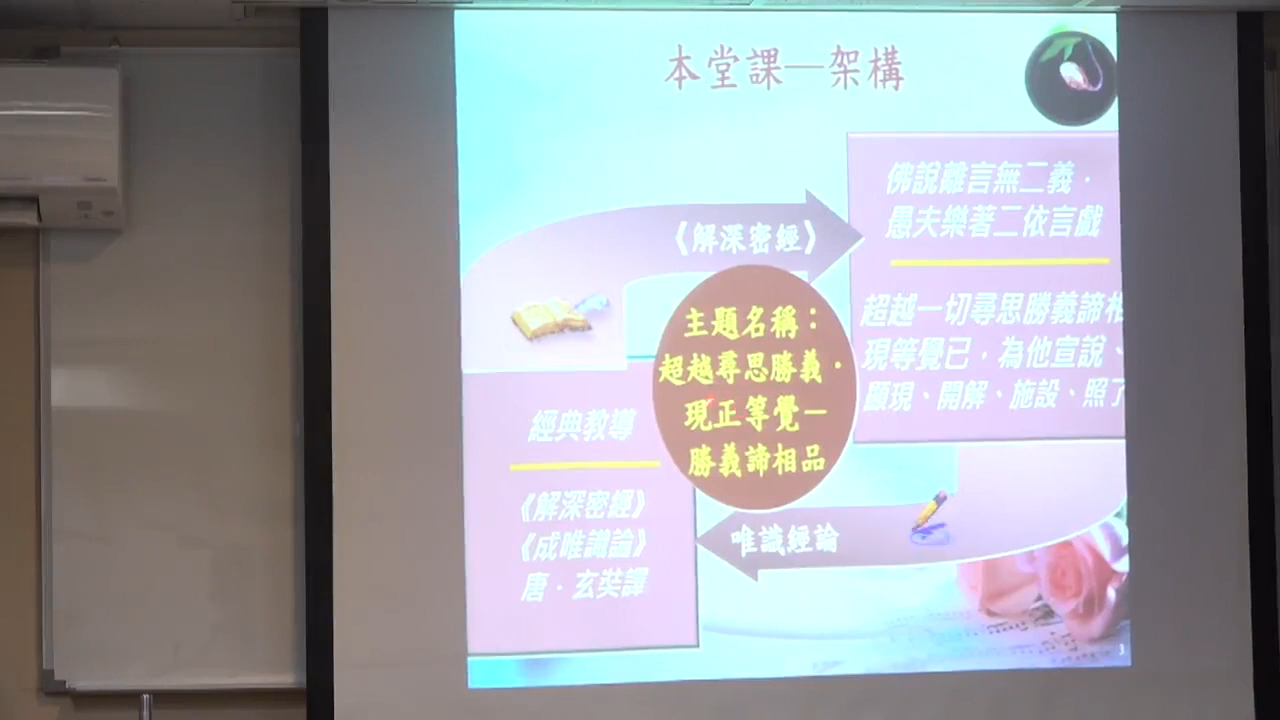 本堂課—架構
佛說離言無二義．
愚夫樂著二依言戲
《解深密經》
超越一切尋思勝義諦相
現等覺已，為他宣說、
顯現、開解、施設、照了
主題名稱：
超越尋思勝義．
現正等覺—
勝義諦相品
經典教導
《解深密經》
《成唯識論》
唐．玄奘譯
唯識經論
3